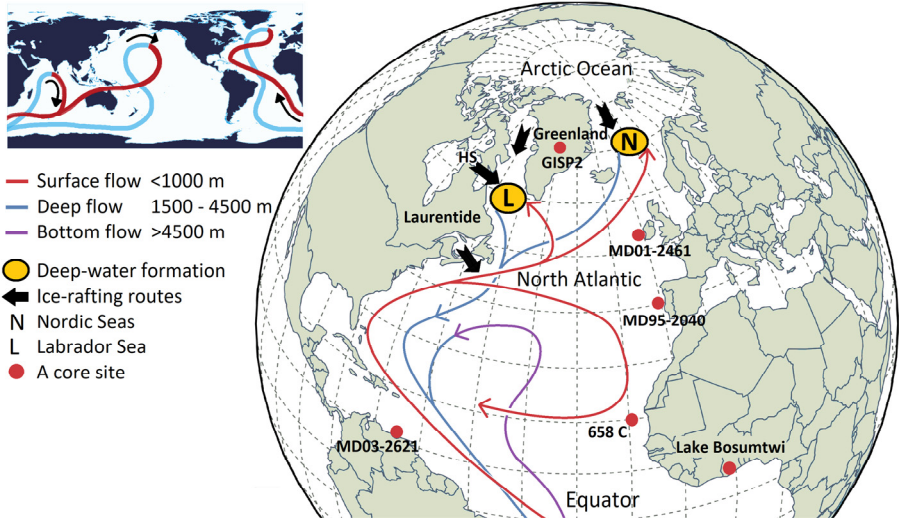 Surface flow <1000 m
Deep flow 1500 - 4500 m
Bottom flow >4500 m
Deep-water formation
Ice-rafting routes
N Nordic Seas
L Labrador Sea
A core site
Arctic Ocean
Greenland
N
GISP2
HS
L
Laurentide
MD01-2461
North Atlantic
MD95-2040
658 C
MD03-2621
Lake Bosumtwi
Equator